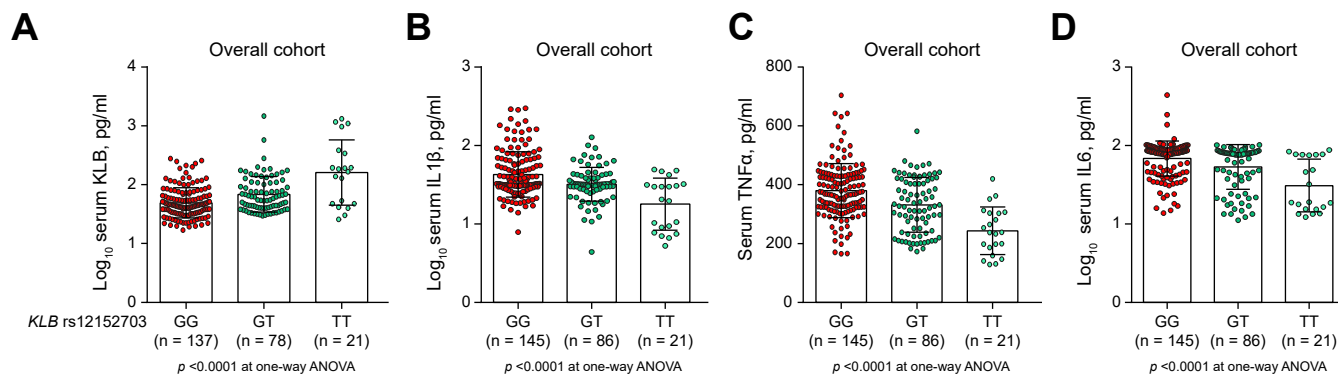 A
Overall cohort
Log10 serum KLB, pg/ml
4
3
2
1
0
KLB rs12152703
GG
GT
TT
(n = 137)
(n = 78)
(n = 21)
p <0.0001 at one-way ANOVA
B
Overall cohort
Log10 serum IL1β, pg/ml
3
2
1
0
GG
GT
TT
(n = 145)
(n = 86)
(n = 21)
p <0.0001 at one-way ANOVA
C
Overall cohort
Serum TNFα, pg/ml
800
600
400
200
0
GG
GT
TT
(n = 145)
(n = 86)
(n = 21)
p <0.0001 at one-way ANOVA
D
Overall cohort
Log10 serum IL6, pg/ml
3
2
1
0
GG
GT
TT
(n = 145)
(n = 86)
(n = 21)
p <0.0001 at one-way ANOVA